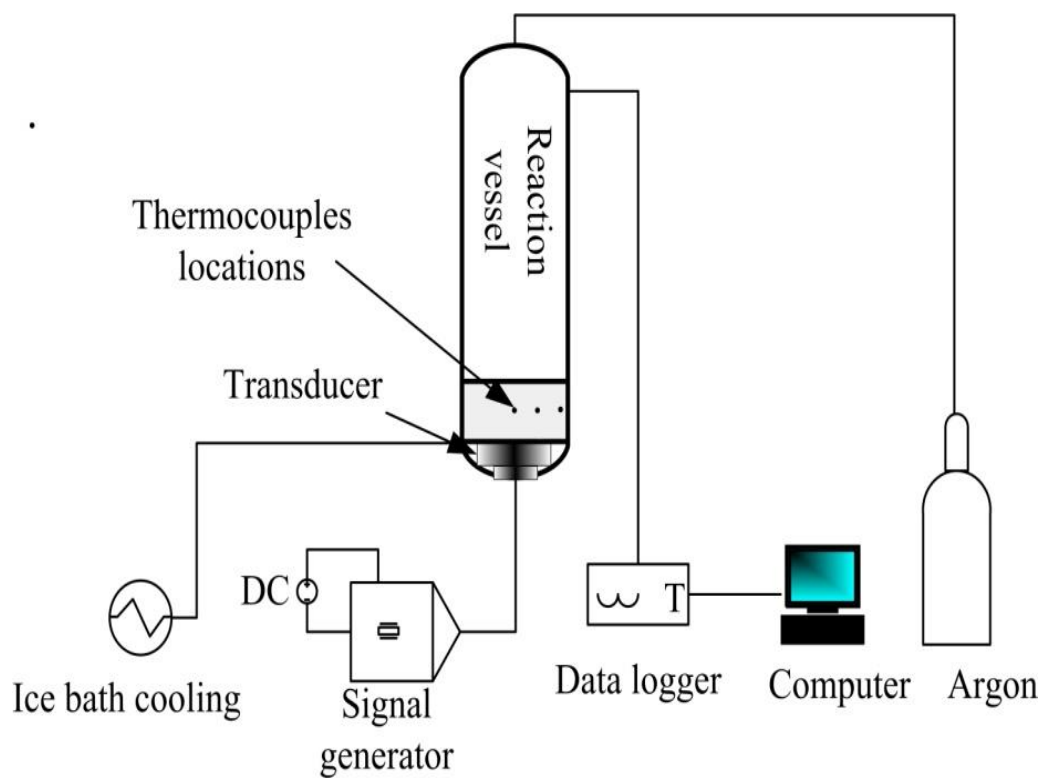 Reaction
vessel
Thermocouples
locations
Transducer
DC
T
Ice bath cooling
Signal
generator
Data logger
Computer
Argon